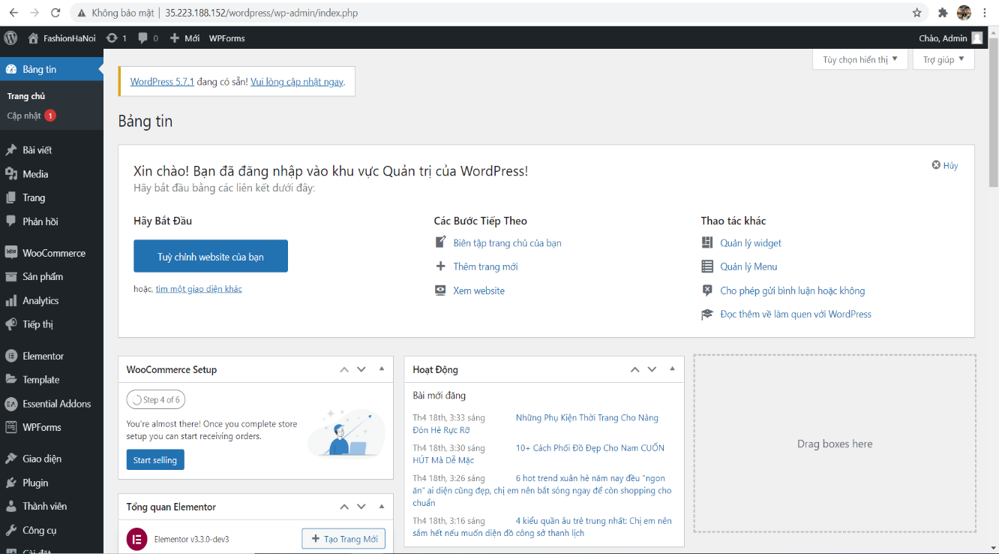 Không bảo mật | 35.223.188.152/wordpress/wp-admin/index.php
FashionHaNoi 1 0 Mới WPForms Chào, Admin
Tùy chọn hiển thị ▼ Trợ giúp ▼
Bảng tin
Trang chủ
Cập nhật 1
Bài viết
Media
Trang
Phản hồi
WooCommerce
Sản phẩm
Analytics
Tiếp thị
Elementor
Template
Essential Addons
WPForms
Giao diện
Plugin
Thành viên
Công cụ
Cài đặt
WordPress 5.7.1 đang có sẵn! Vui lòng cập nhật ngay.
Bảng tin
Xin chào! Bạn đã đăng nhập vào khu vực Quản trị của WordPress!
Hủy
Hãy bắt đầu bằng các liên kết dưới đây:
Hãy Bắt Đầu
Tuỳ chỉnh website của bạn
hoặc, tìm một giao diện khác
Các Bước Tiếp Theo
Biên tập trang chủ của bạn
Thêm trang mới
Xem website
Thao tác khác
Quản lý widget
Quản lý Menu
Cho phép gửi bình luận hoặc không
Đọc thêm về làm quen với WordPress
WooCommerce Setup
Step 4 of 6
You're almost there! Once you complete store
setup you can start receiving orders.
Start selling
Tổng quan Elementor
Elementor v3.3.0-dev3
Tạo Trang Mới
Hoạt Động
Bài mới đăng
Th4 18th, 3:33 sáng Những Phụ Kiện Thời Trang Cho Nàng
Đón Hè Rực Rỡ
Th4 18th, 3:30 sáng 10+ Cách Phối Đồ Đẹp Cho Nam CUỐN
HÚT Mà Dễ Mặc
Th4 18th, 3:26 sáng 6 hot trend xuân hè năm nay đều “ngon
ăn” ai diện cũng đẹp, chị em nên bắt sóng ngay để còn shopping cho
chuẩn
Th4 18th, 3:16 sáng 4 kiểu quần âu trẻ trung nhất: Chị em nên
sắm hết nếu muốn diện đồ công sở thanh lịch
Drag boxes here